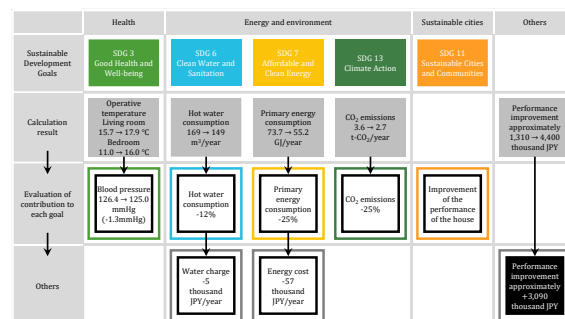 Health
Energy and environment
Sustainable cities
Others
Sustainable
Development
Goals
SDG 3
Good Health and
Well-being
SDG 6
Clean Water and
Sanitation
SDG 7
Affordable and
Clean Energy
SDG 13
Climate Action
SDG 11
Sustainable Cities
and Communities
Calculation
result
Operative
temperature
Living room
15.7 → 17.9 °C
Bedroom
11.0 → 16.0 °C
Hot water
consumption
169 → 149
m³/year
Primary energy
consumption
73.7 → 55.2
GJ/year
CO₂ emissions
3.6 → 2.7
t-CO₂/year
Performance
improvement
approximately
1,310 → 4,400
thousand JPY
Evaluation of
contribution to
each goal
Blood pressure
126.4 → 125.0
mmHg
(-1.3mmHg)
Hot water
consumption
-12%
Primary
energy
consumption
-25%
CO₂ emissions
-25%
Improvement
of the
performance
of the house
Others
Water charge
-5
thousand
JPY/year
Energy cost
-57
thousand
JPY/year
Performance
improvement
approximately
+3,090
thousand JPY